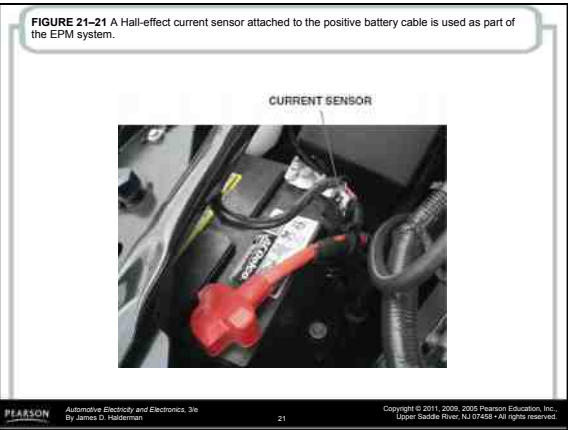 FIGURE 21–21 A Hall-effect current sensor attached to the positive battery cable is used as part of
the EPM system.
CURRENT SENSOR
ACDelco
PEARSON
Automotive Electricity and Electronics, 3/e
By James D. Halderman
21
Copyright © 2011, 2009, 2005 Pearson Education, Inc.,
Upper Saddle River, NJ 07458 • All rights reserved.